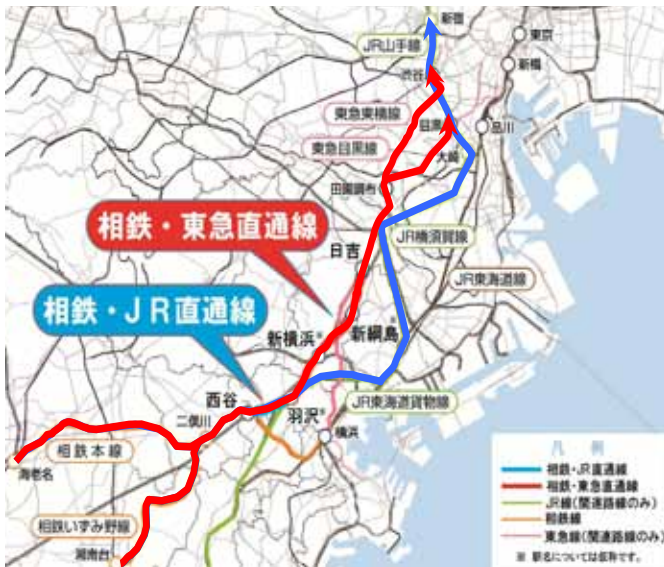 新宿
JR山手線
東京
渋谷
新橋
東急東横線
目黒
品川
東急目黒線
大崎
田園調布
相鉄・東急直通線
JR横須賀線
日吉
JR東海道線
相鉄・JR直通線
新横浜※
新綱島※
西谷
JR東海道貨物線
二俣川
羽沢※
横浜
相鉄本線
海老名
相鉄いずみ野線
湘南台
凡例
相鉄・JR直通線
相鉄・東急直通線
JR線(関連路線のみ)
相鉄線
東急線(関連路線のみ)
※ 駅名については仮称です。